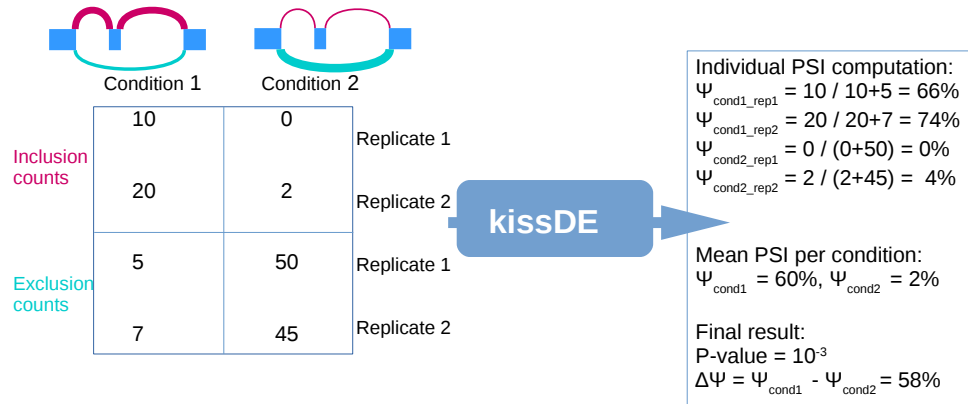 Condition 1
Condition 2
Inclusion
counts
10
0
Replicate 1
20
2
Replicate 2
Exclusion
counts
5
50
Replicate 1
7
45
Replicate 2
kissDE
Individual PSI computation:
Ψcond1_rep1 = 10 / 10+5 = 66%
Ψcond1_rep2 = 20 / 20+7 = 74%
Ψcond2_rep1 = 0 / (0+50) = 0%
Ψcond2_rep2 = 2 / (2+45) = 4%
Mean PSI per condition:
Ψcond1 = 60%, Ψcond2 = 2%
Final result:
P-value = 10⁻³
ΔΨ = Ψcond1 - Ψcond2 = 58%